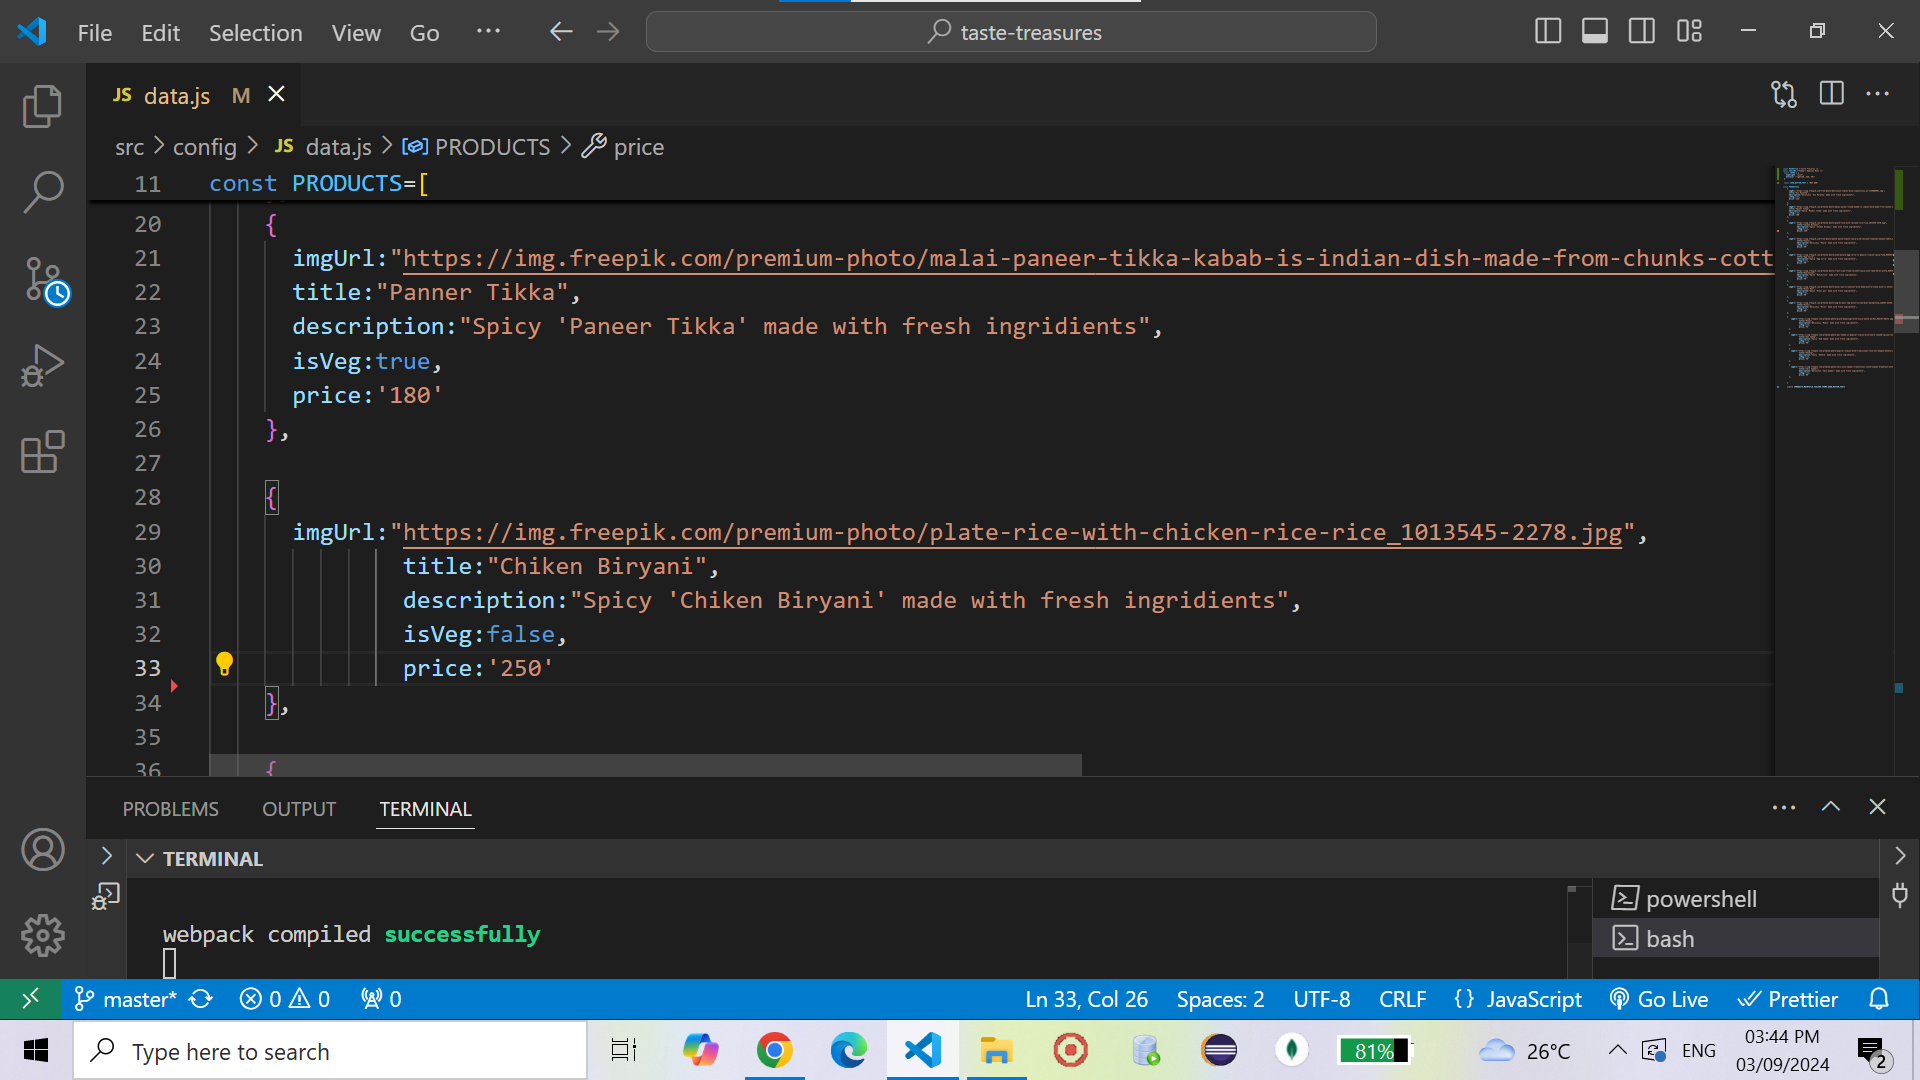 File Edit Selection View Go ··· taste-treasures
JS data.js M
src > config > JS data.js > PRODUCTS > price
11 const PRODUCTS=[
20 {
21 imgUrl:"https://img.freepik.com/premium-photo/malai-paneer-tikka-kabab-is-indian-dish-made-from-chunks-cott
22 title:"Panner Tikka",
23 description:"Spicy 'Paneer Tikka' made with fresh ingridients",
24 isVeg:true,
25 price:'180'
26 },
27
28 {
29 imgUrl:"https://img.freepik.com/premium-photo/plate-rice-with-chicken-rice-rice_1013545-2278.jpg",
30 title:"Chiken Biryani",
31 description:"Spicy 'Chiken Biryani' made with fresh ingridients",
32 isVeg:false,
33 price:'250'
34 },
35
36 {
PROBLEMS OUTPUT TERMINAL
TERMINAL
powershell
webpack compiled successfully
bash
master* 0 0 0 Ln 33, Col 26 Spaces: 2 UTF-8 CRLF {} JavaScript Go Live Prettier
Type here to search 81% 26°C ENG 03:44 PM
03/09/2024 2